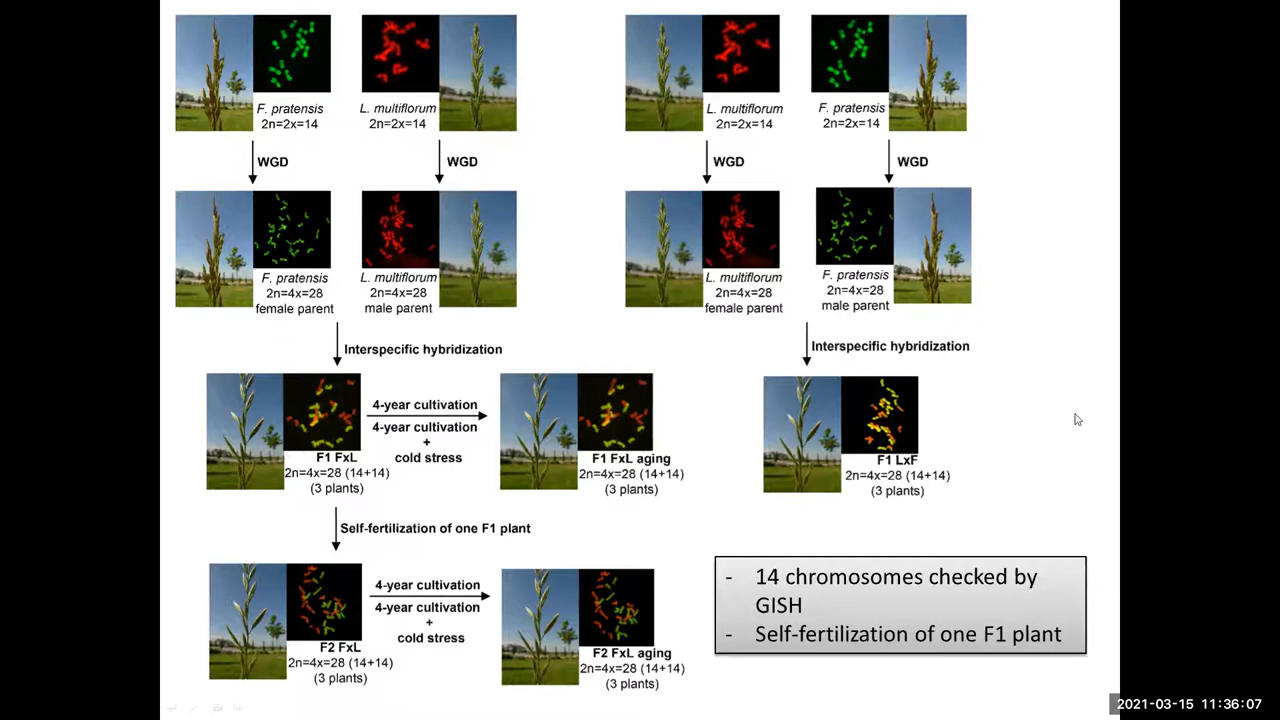 F. pratensis
2n=2x=14
L. multiflorum
2n=2x=14
L. multiflorum
2n=2x=14
F. pratensis
2n=2x=14
WGD
WGD
WGD
WGD
F. pratensis
2n=4x=28
female parent
L. multiflorum
2n=4x=28
male parent
L. multiflorum
2n=4x=28
female parent
F. pratensis
2n=4x=28
male parent
Interspecific hybridization
Interspecific hybridization
F1 FxL
2n=4x=28 (14+14)
(3 plants)
4-year cultivation
4-year cultivation
+
cold stress
F1 FxL aging
2n=4x=28 (14+14)
(3 plants)
F1 LxF
2n=4x=28 (14+14)
(3 plants)
Self-fertilization of one F1 plant
F2 FxL
2n=4x=28 (14+14)
(3 plants)
4-year cultivation
4-year cultivation
+
cold stress
F2 FxL aging
2n=4x=28 (14+14)
(3 plants)
- 14 chromosomes checked by
GISH
- Self-fertilization of one F1 plant
2021-03-15 11:36:07